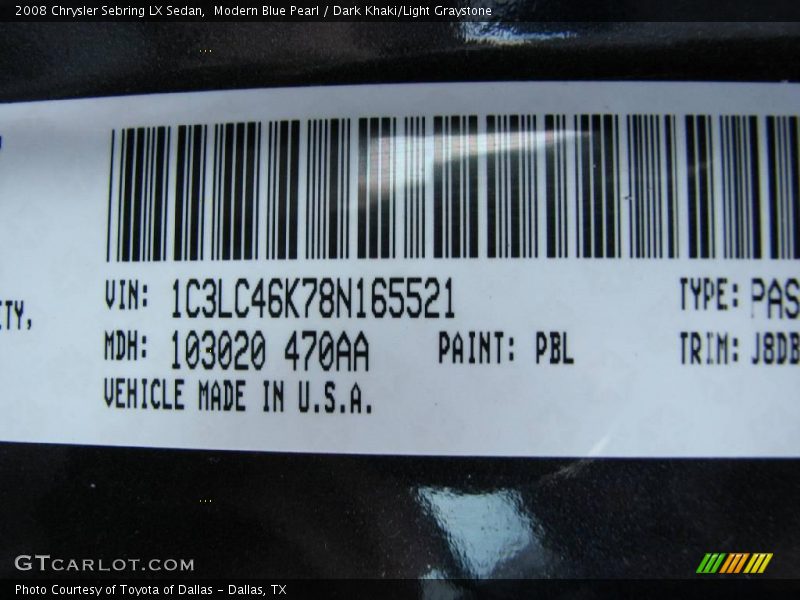 2008 Chrysler Sebring LX Sedan,  Modern Blue Pearl / Dark Khaki/Light Graystone
VIN: 1C3LC46K78N165521 TYPE: PAS
ITY,
MDH: 103020 470AA PAINT: PBL TRIM: J8DB
VEHICLE MADE IN U.S.A.
GTCARLOT.COM
Photo Courtesy of Toyota of Dallas – Dallas, TX